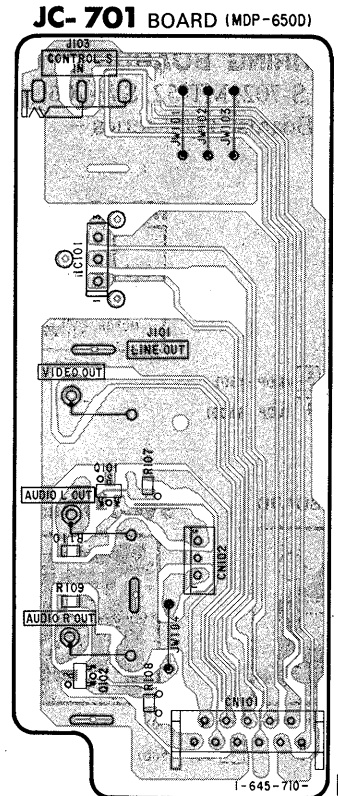 JC-701 BOARD (MDP-650D)
J103
CONTROL S
IN
JW101
JW102
JW103
IC101
J101
LINE OUT
VIDEO OUT
Q101
R107
AUDIO L OUT
R110
CN102
R109
AUDIO R OUT
JW104
Q102
R108
CN101
1-645-710-